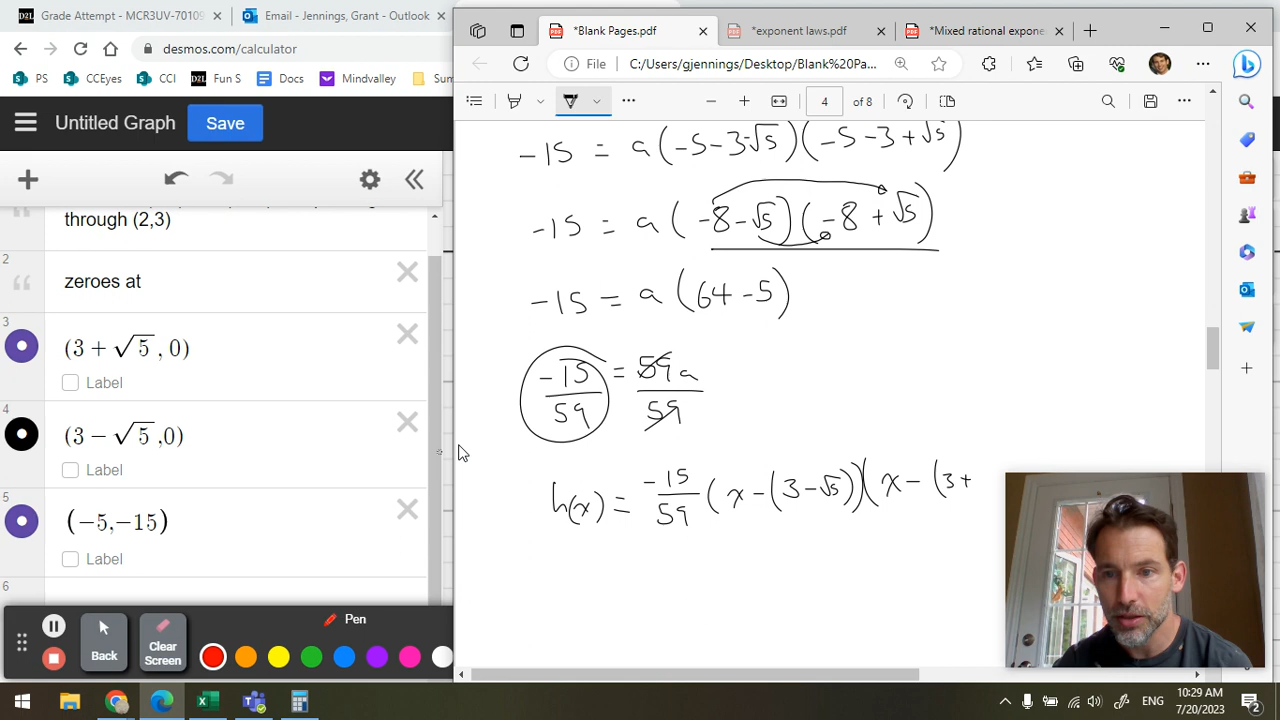 Grade Attempt - MCR3UV-70109
Email - Jennings, Grant - Outlook
*Blank Pages.pdf
*exponent laws.pdf
*Mixed rational expone
desmos.com/calculator
File C:/Users/gjennings/Desktop/Blank%20Pa...
PS CCEyes CCI Fun S Docs Mindvalley Sum
4 of 8
Untitled Graph Save
through (2,3)
2
zeroes at
3
(3 + √5, 0)
Label
4
(3 − √5 ,0)
Label
5
(−5,−15)
Label
6
-15 = a(-5-3-√5)(-5-3+√5)
-15 = a(-8-√5)(-8+√5)
-15 = a(64-5)
-15/59 = 59a/59
h(x) = -15/59 (x-(3-√5))(x-(3+
Pen
Back
Clear Screen
ENG
10:29 AM
7/20/2023
2